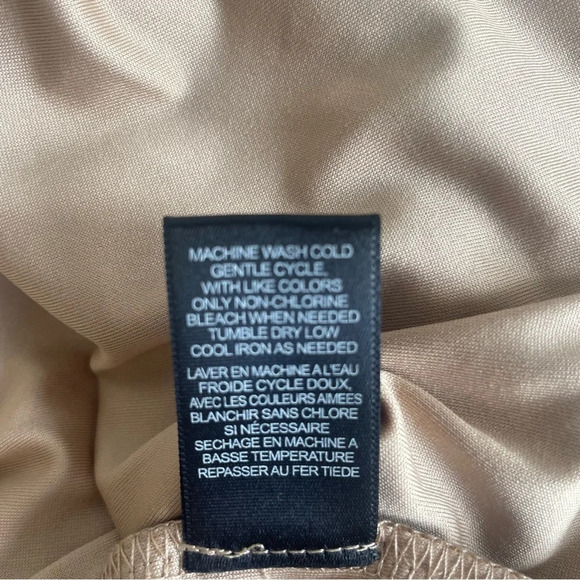 MACHINE WASH COLD
GENTLE CYCLE,
WITH LIKE COLORS
ONLY NON-CHLORINE
BLEACH WHEN NEEDED
TUMBLE DRY LOW
COOL IRON AS NEEDED
LAVER EN MACHINE A L'EAU
FROIDE CYCLE DOUX,
AVEC LES COULEURS AIMEES
BLANCHIR SANS CHLORE
SI NÉCESSAIRE
SECHAGE EN MACHINE A
BASSE TEMPERATURE
REPASSER AU FER TIEDE